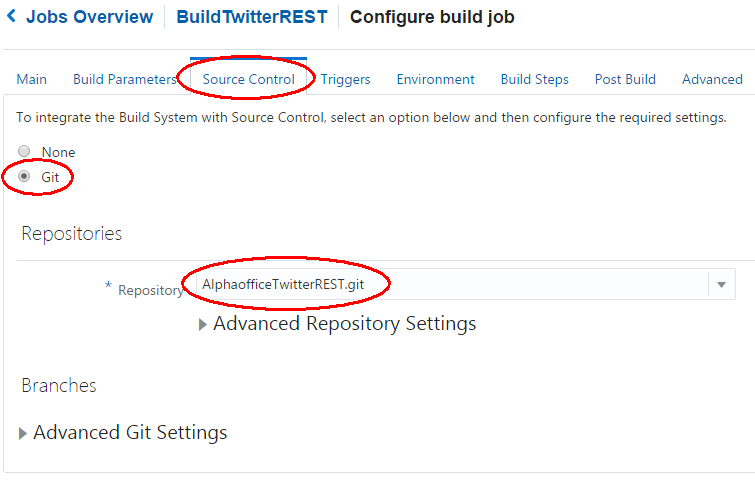 Jobs Overview BuildTwitterREST Configure build job
Main Build Parameters Source Control Triggers Environment Build Steps Post Build Advanced
To integrate the Build System with Source Control, select an option below and then configure the required settings.
None
Git
Repositories
* Repository AlphaofficeTwitterREST.git
Advanced Repository Settings
Branches
Advanced Git Settings